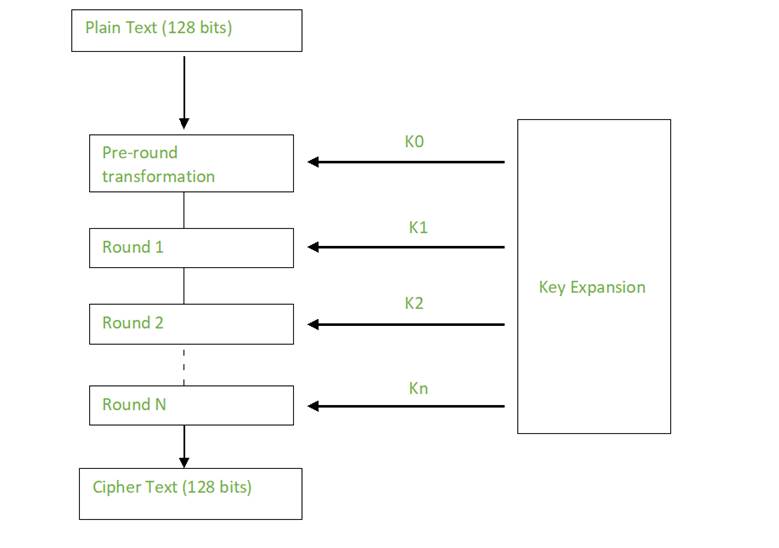 Plain Text (128 bits)
Pre-round
transformation
K0
Round 1
K1
Key Expansion
Round 2
K2
Round N
Kn
Cipher Text (128 bits)